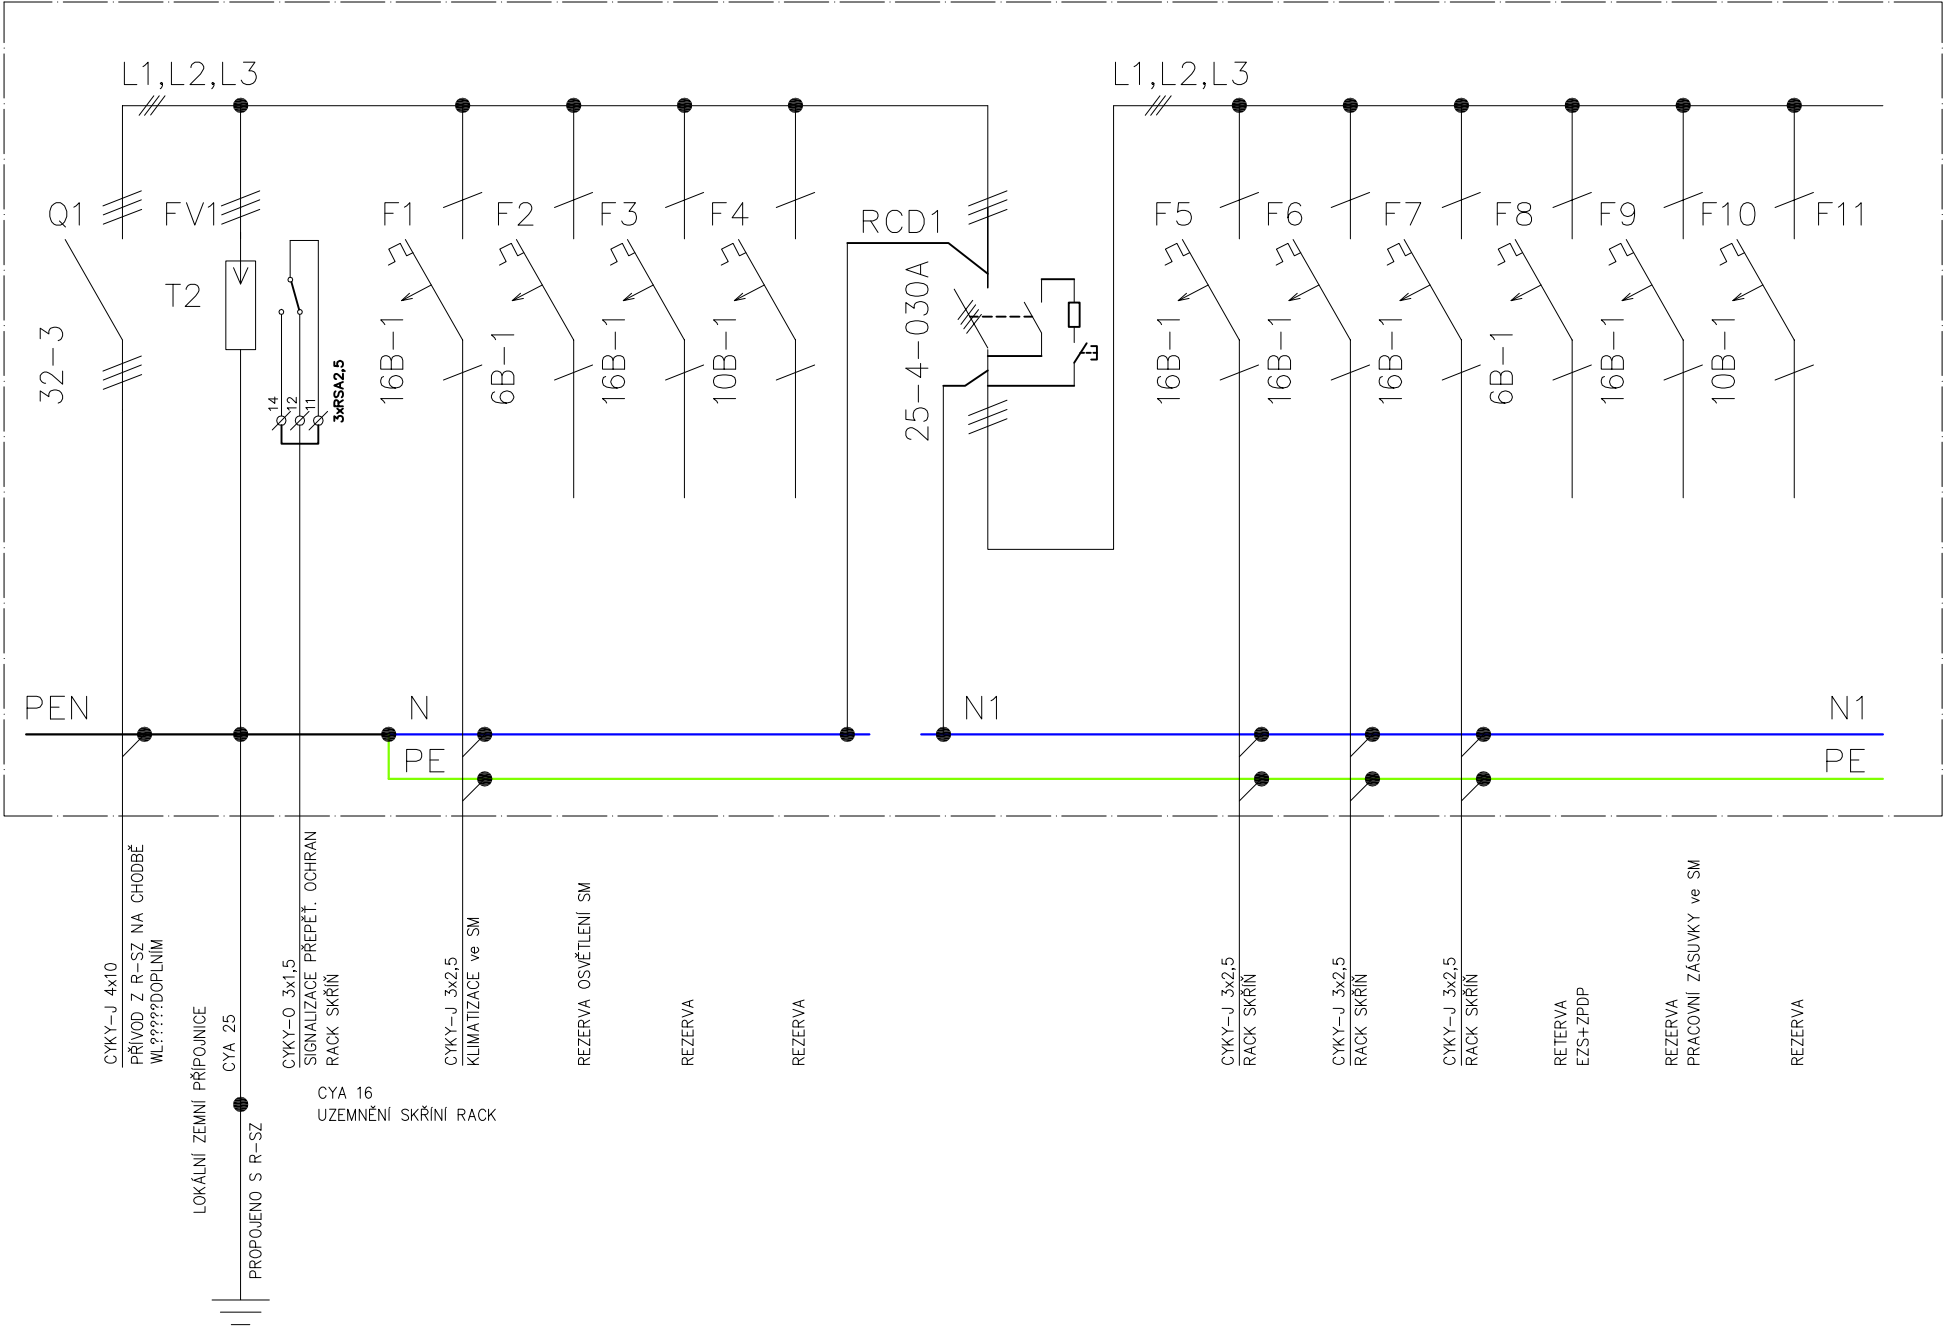 L1,L2,L3
L1,L2,L3
Q1
FV1
F1
F2
F3
F4
RCD1
F5
F6
F7
F8
F9
F10
F11
T2
32-3
14
12
11
3xRSA2,5
16B-1
6B-1
16B-1
10B-1
25-4-030A
16B-1
16B-1
16B-1
6B-1
16B-1
10B-1
PEN
N
N1
N1
PE
PE
CYKY-J 4x10
PŘÍVOD Z R-SZ NA CHODBĚ
WL?????DOPLNÍM
LOKÁLNÍ ZEMNÍ PŘÍPOJNICE
CYA 25
PROPOJENO S R-SZ
CYKY-O 3x1,5
SIGNALIZACE PŘEPĚŤ. OCHRAN
RACK SKŘÍŇ
CYA 16
UZEMNĚNÍ SKŘÍNÍ RACK
CYKY-J 3x2,5
KLIMATIZACE ve SM
REZERVA OSVĚTLENÍ SM
REZERVA
REZERVA
CYKY-J 3x2,5
RACK SKŘÍŇ
CYKY-J 3x2,5
RACK SKŘÍŇ
CYKY-J 3x2,5
RACK SKŘÍŇ
RETERVA
EZS+ZPDP
REZERVA
PRACOVNÍ ZÁSUVKY ve SM
REZERVA